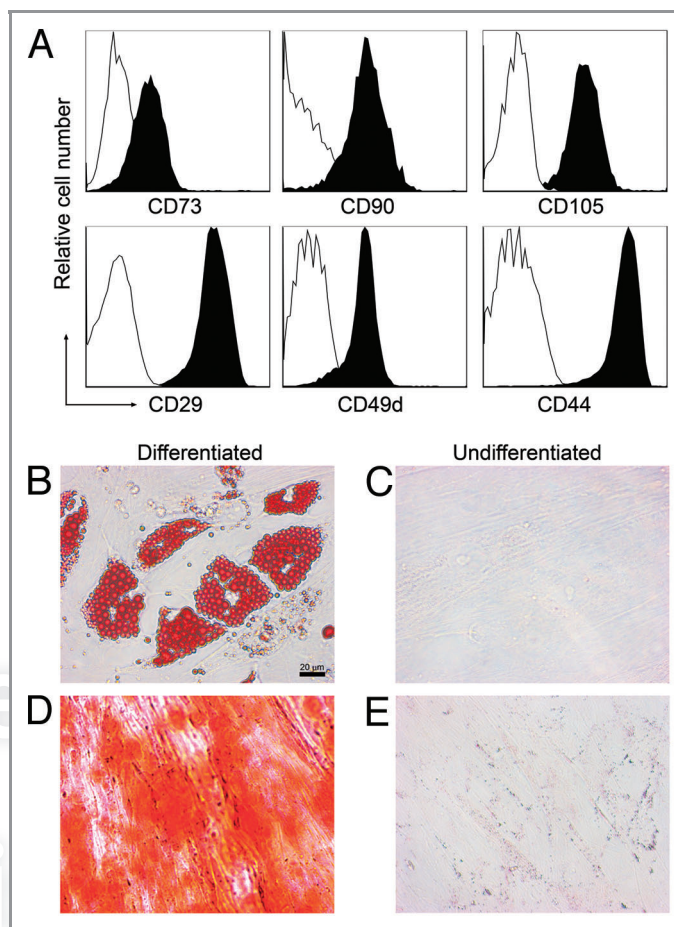 A
Relative cell number
CD73
CD90
CD105
CD29
CD49d
CD44
Differentiated
Undifferentiated
B
C
20 µm
D
E